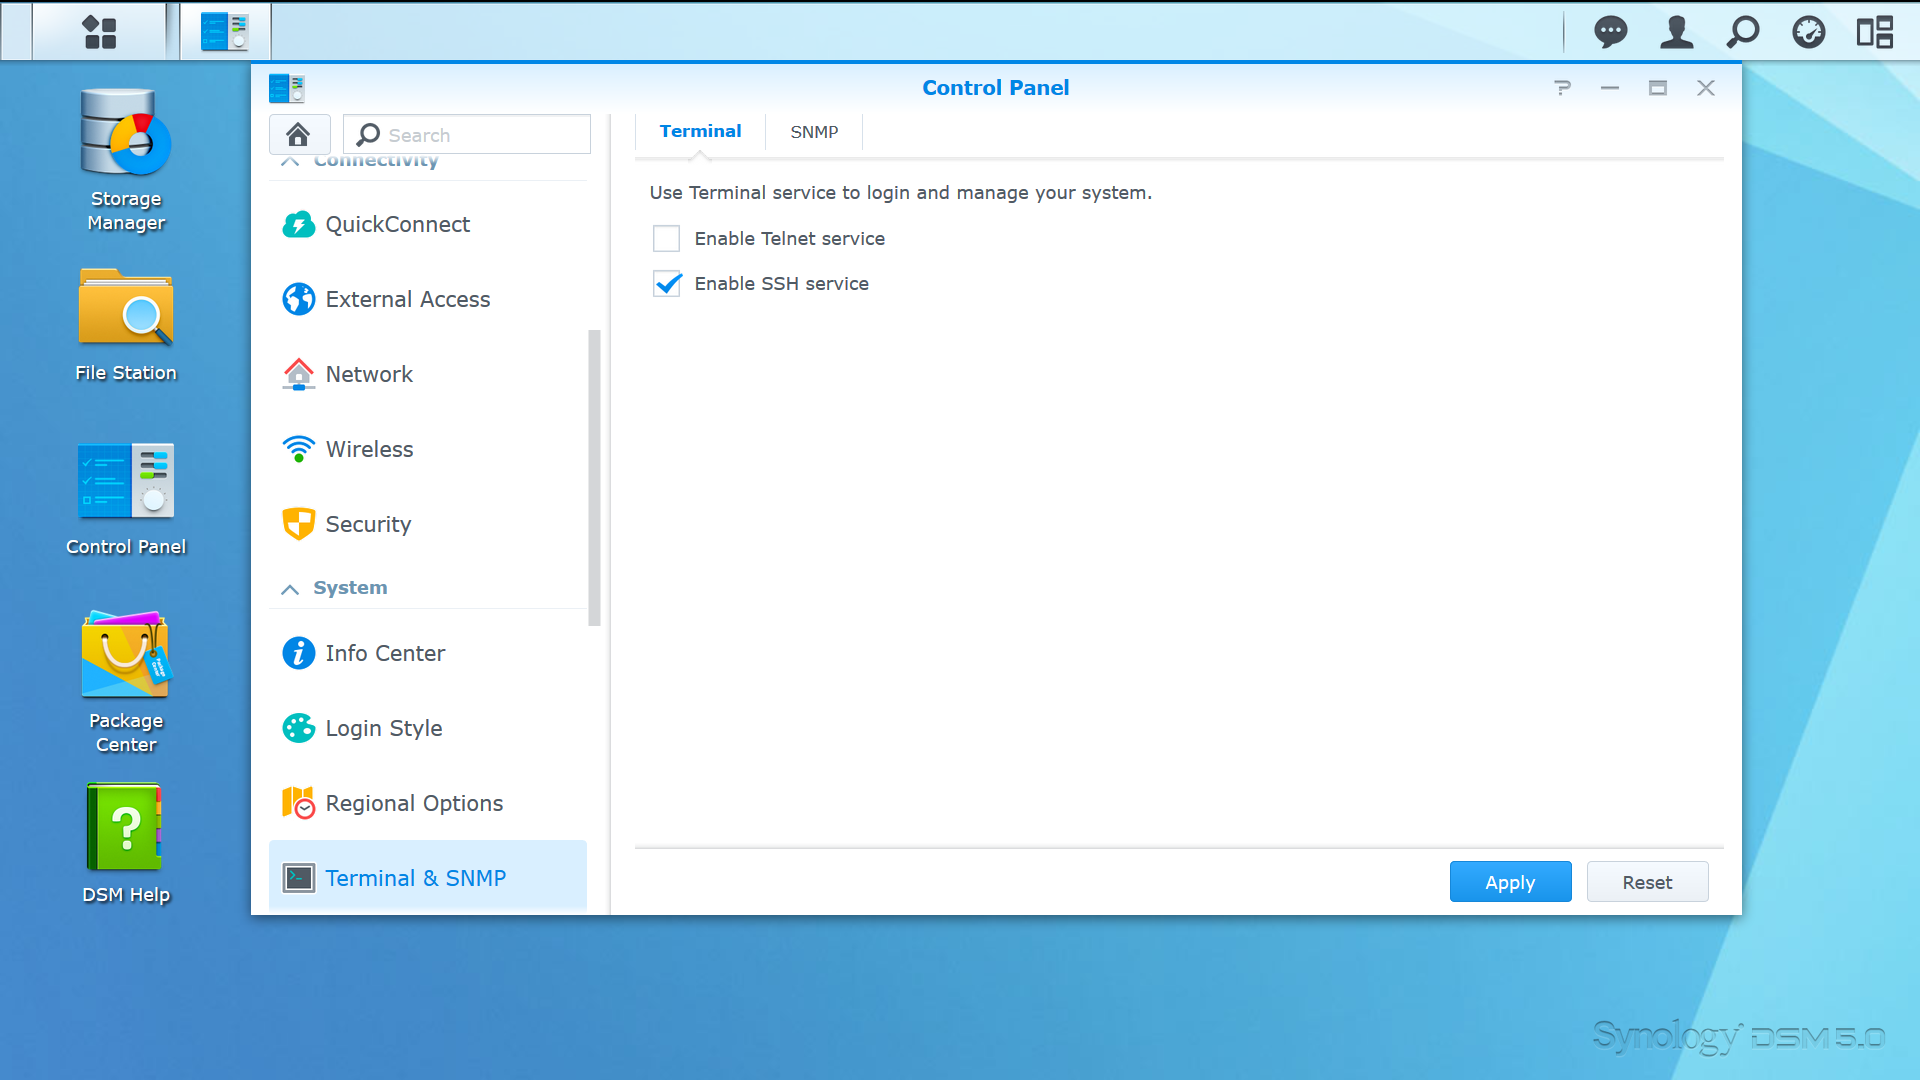 Control Panel
Search
Connectivity
QuickConnect
External Access
Network
Wireless
Security
System
Info Center
Login Style
Regional Options
Terminal & SNMP
Terminal
SNMP
Use Terminal service to login and manage your system.
Enable Telnet service
Enable SSH service
Apply
Reset
Storage
Manager
File Station
Control Panel
Package
Center
DSM Help
Synology DSM 5.0